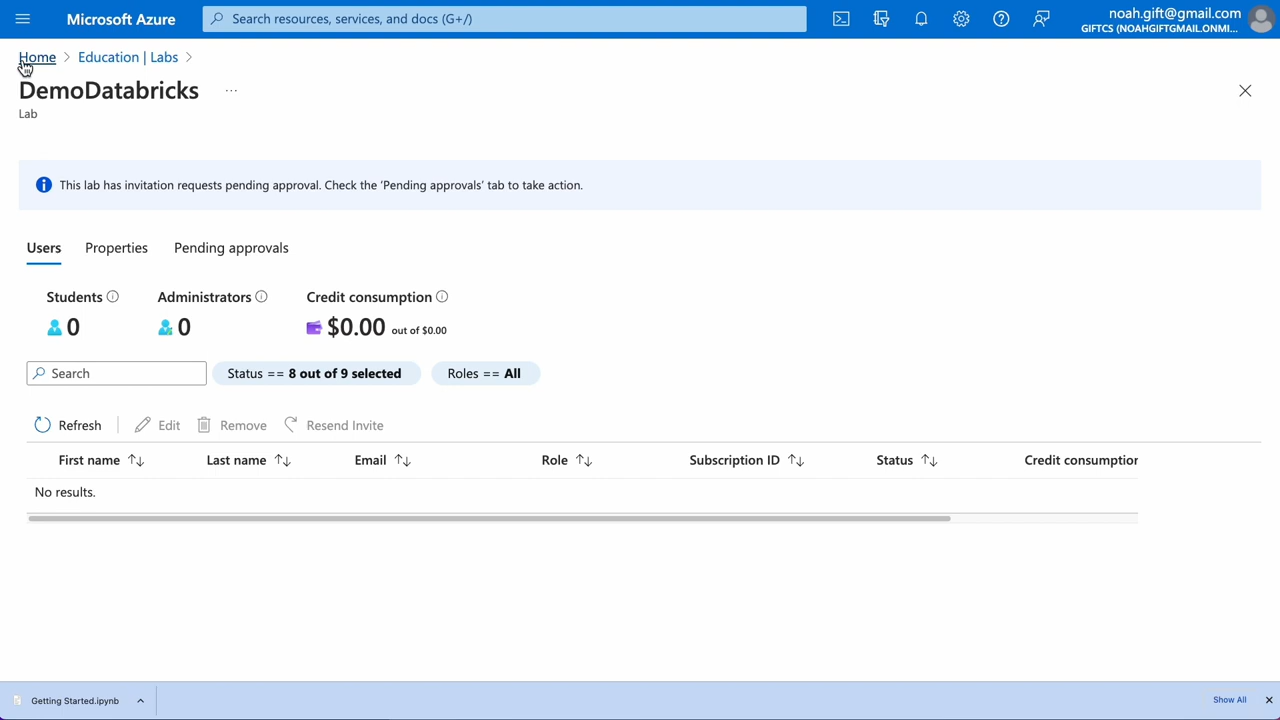 Microsoft Azure
Search resources, services, and docs (G+/)
noah.gift@gmail.com
GIFTCS (NOAHGIFTGMAIL.ONMI...
Home > Education | Labs >
DemoDatabricks ...
Lab
This lab has invitation requests pending approval. Check the 'Pending approvals' tab to take action.
Users Properties Pending approvals
Students Administrators Credit consumption
0 0 $0.00 out of $0.00
Search Status == 8 out of 9 selected Roles == All
Refresh Edit Remove Resend Invite
First name Last name Email Role Subscription ID Status Credit consumption
No results.
Getting Started.ipynb Show All